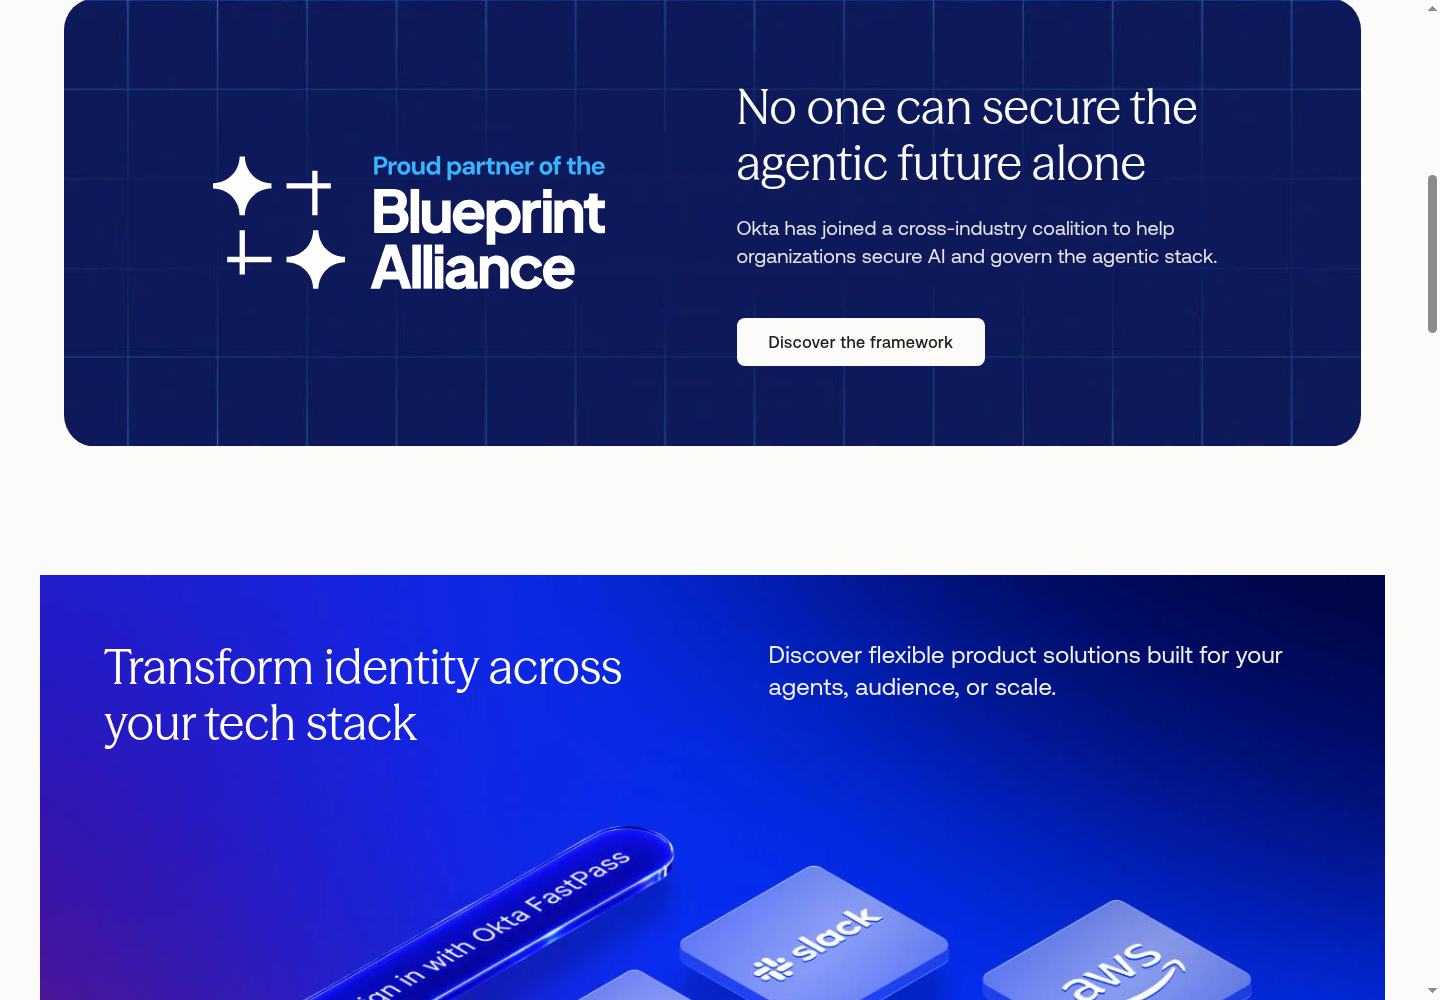 Proud partner of the
Blueprint
Alliance
No one can secure the
agentic future alone
Okta has joined a cross-industry coalition to help
organizations secure AI and govern the agentic stack.
Discover the framework
Transform identity across
your tech stack
Discover flexible product solutions built for your
agents, audience, or scale.
in with Okta FastPass
slack
aws